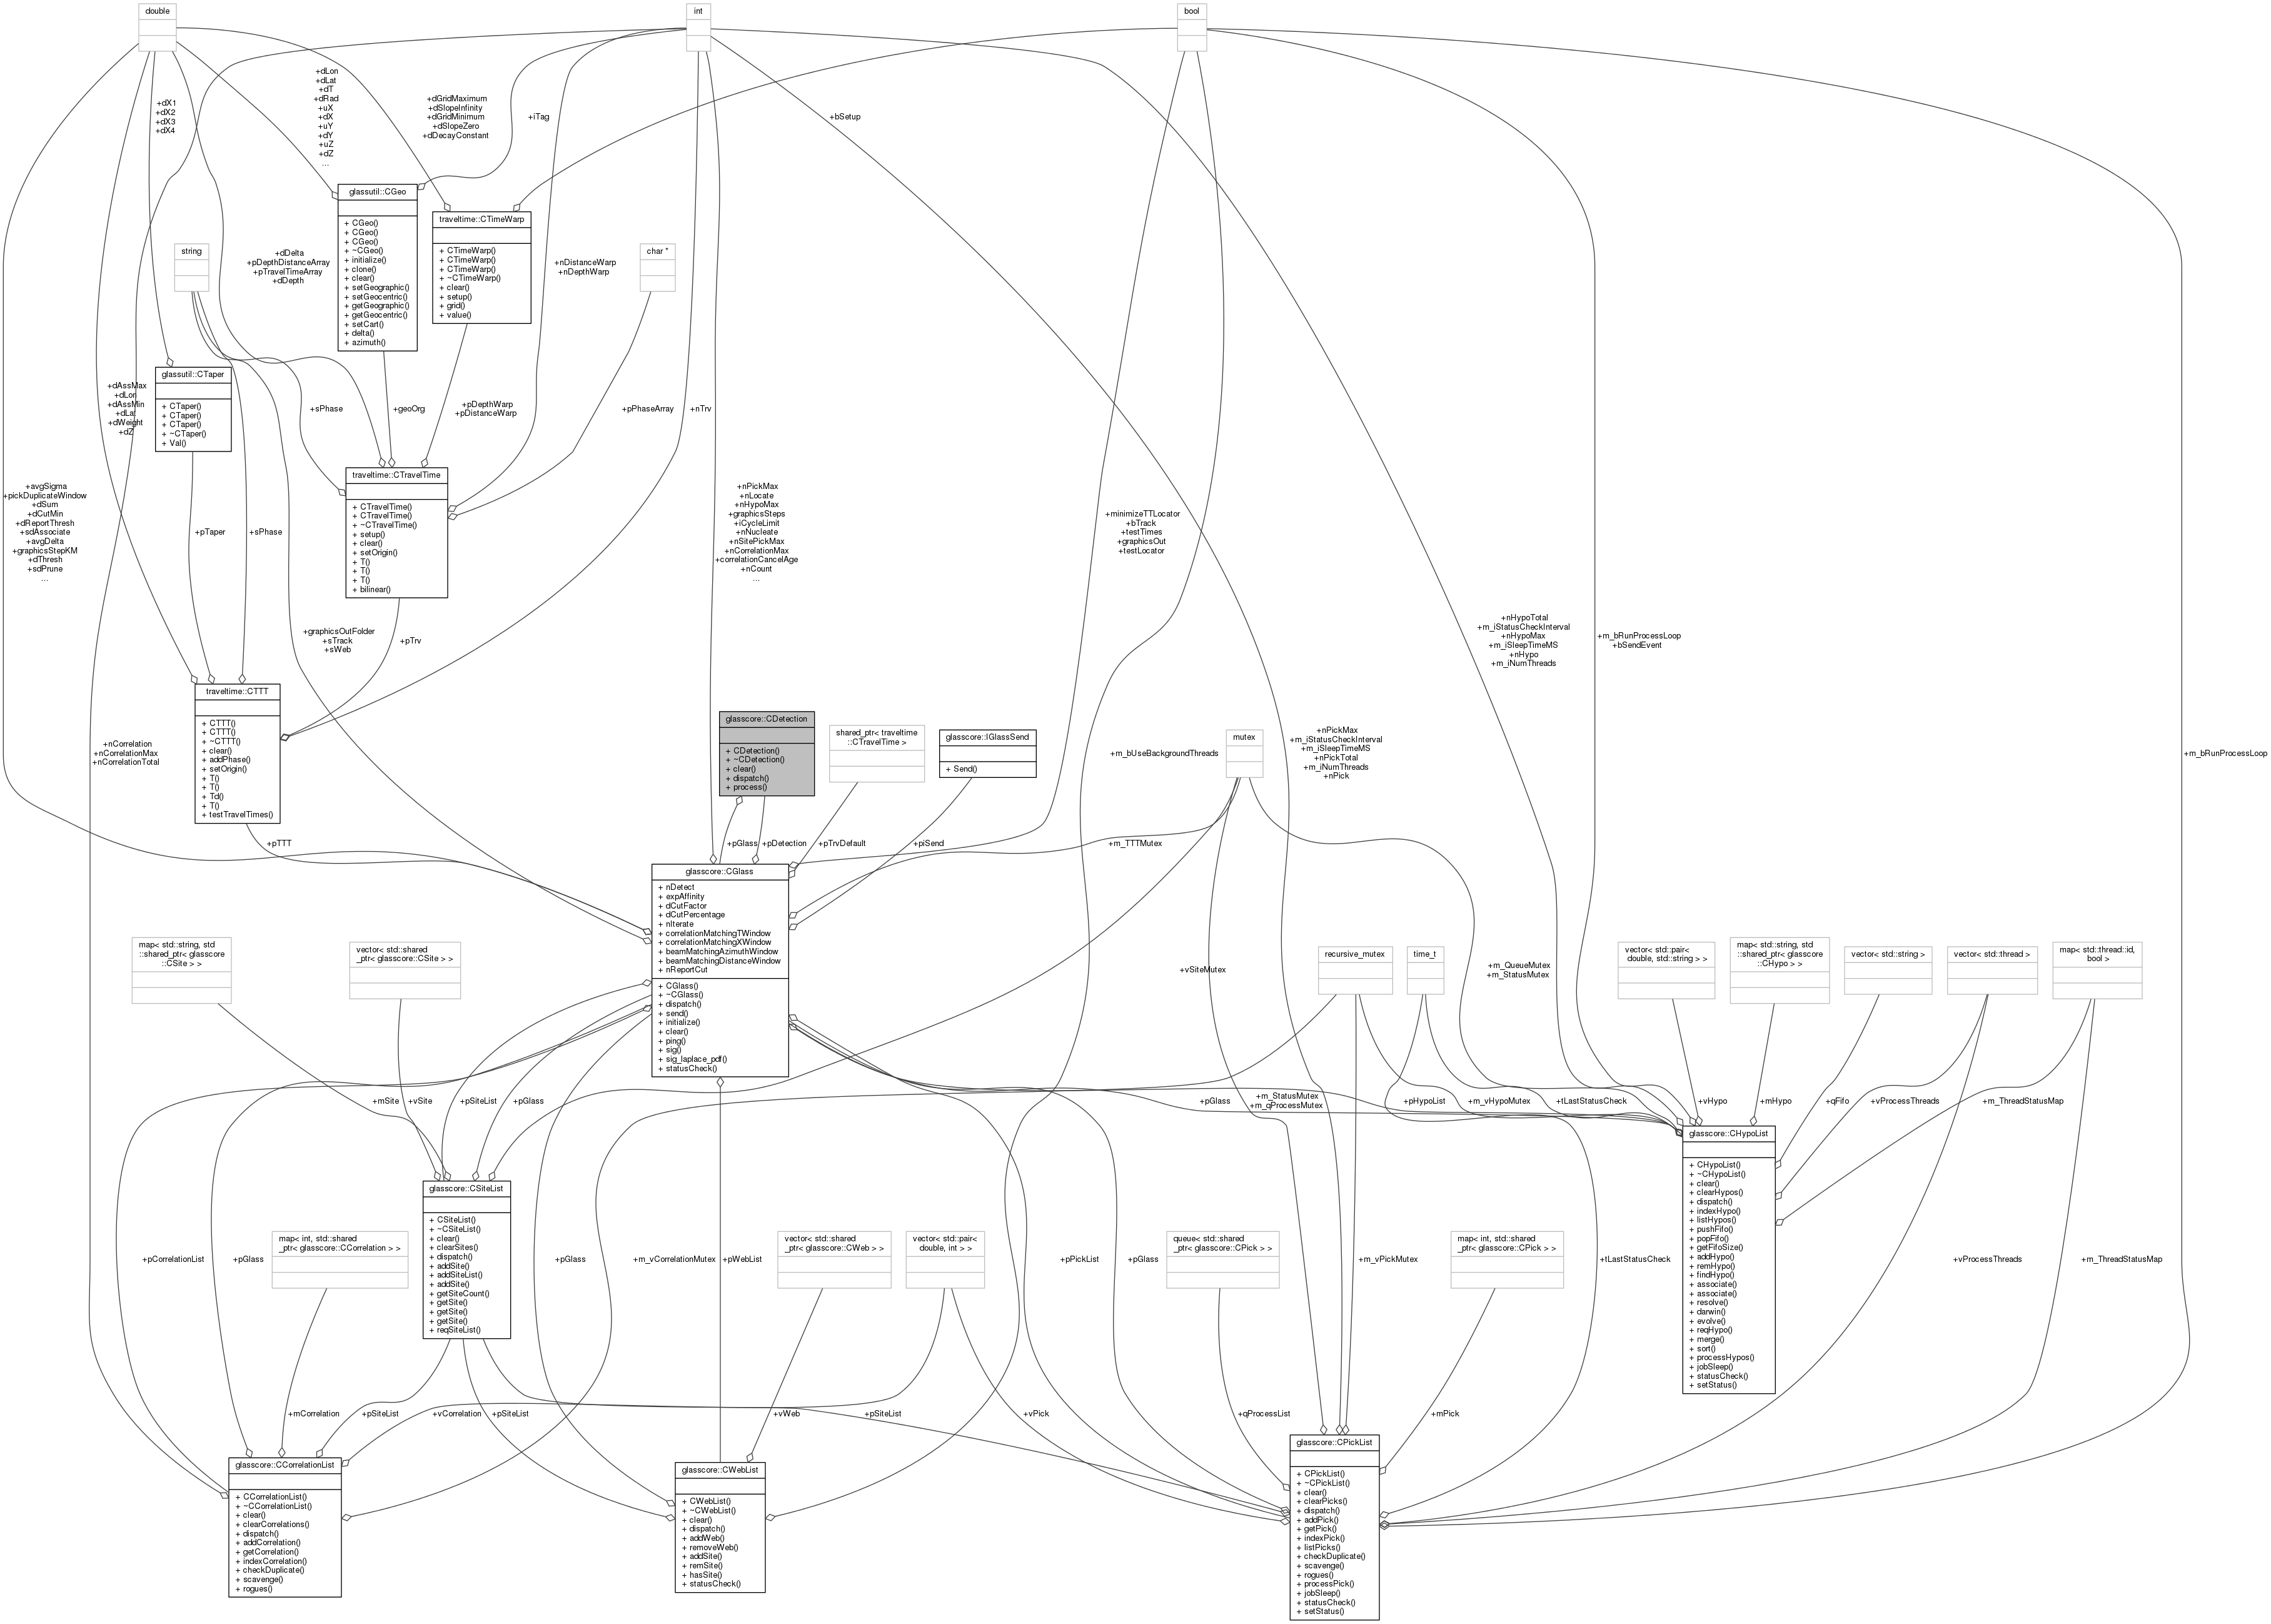 double
int
bool
+dLon
+dLat
+dT
+dRad
+uX
+dX
+uY
+dY
+uZ
+dZ
...
+dX1
+dX2
+dX3
+dX4
+dGridMaximum
+dSlopeInfinity
+dGridMinimum
+dSlopeZero
+dDecayConstant
+iTag
+bSetup
glassutil::CGeo
+ CGeo()
+ CGeo()
+ CGeo()
+ ~CGeo()
+ initialize()
+ clone()
+ clear()
+ setGeographic()
+ setGeocentric()
+ getGeographic()
+ getGeocentric()
+ setCart()
+ delta()
+ azimuth()
traveltime::CTimeWarp
+ CTimeWarp()
+ CTimeWarp()
+ CTimeWarp()
+ ~CTimeWarp()
+ clear()
+ setup()
+ grid()
+ value()
string
char *
+dDelta
+pDepthDistanceArray
+pTravelTimeArray
+dDepth
+nDistanceWarp
+nDepthWarp
glassutil::CTaper
+ CTaper()
+ CTaper()
+ CTaper()
+ ~CTaper()
+ Val()
+dAssMax
+dLon
+dAssMin
+dLat
+dWeight
+dZ
+sPhase
+geoOrg
+pDepthWarp
+pDistanceWarp
+pPhaseArray
+nTrv
traveltime::CTravelTime
+ CTravelTime()
+ CTravelTime()
+ ~CTravelTime()
+ setup()
+ clear()
+ setOrigin()
+ T()
+ T()
+ T()
+ bilinear()
+avgSigma
+pickDuplicateWindow
+dSum
+dCutMin
+dReportThresh
+sdAssociate
+avgDelta
+graphicsStepKM
+dThresh
+sdPrune
...
+pTaper
+sPhase
+nPickMax
+nLocate
+nHypoMax
+graphicsSteps
+iCycleLimit
+nNucleate
+nSitePickMax
+nCorrelationMax
+correlationCancelAge
+nCount
...
+minimizeTTLocator
+bTrack
+testTimes
+graphicsOut
+testLocator
+graphicsOutFolder
+sTrack
+sWeb
+pTrv
+nHypoTotal
+m_iStatusCheckInterval
+nHypoMax
+m_iSleepTimeMS
+nHypo
+m_iNumThreads
+m_bRunProcessLoop
+bSendEvent
traveltime::CTTT
+ CTTT()
+ CTTT()
+ ~CTTT()
+ clear()
+ addPhase()
+ setOrigin()
+ T()
+ T()
+ Td()
+ T()
+ testTravelTimes()
glasscore::CDetection
+ CDetection()
+ ~CDetection()
+ clear()
+ dispatch()
+ process()
shared_ptr< traveltime
::CTravelTime >
glasscore::IGlassSend
+ Send()
mutex
+nCorrelation
+nCorrelationMax
+nCorrelationTotal
+m_bUseBackgroundThreads
+nPickMax
+m_iStatusCheckInterval
+m_iSleepTimeMS
+nPickTotal
+m_iNumThreads
+nPick
+m_bRunProcessLoop
+pTTT
+pGlass
+pDetection
+pTrvDefault
+piSend
+m_TTTMutex
glasscore::CGlass
+ nDetect
+ expAffinity
+ dCutFactor
+ dCutPercentage
+ nIterate
+ correlationMatchingTWindow
+ correlationMatchingXWindow
+ beamMatchingAzimuthWindow
+ beamMatchingDistanceWindow
+ nReportCut
+ CGlass()
+ ~CGlass()
+ dispatch()
+ send()
+ initialize()
+ clear()
+ ping()
+ sig()
+ sig_laplace_pdf()
+ statusCheck()
map< std::string, std
::shared_ptr< glasscore
::CSite > >
vector< std::shared
_ptr< glasscore::CSite > >
+vSiteMutex
recursive_mutex
time_t
+m_QueueMutex
+m_StatusMutex
vector< std::pair<
double, std::string > >
map< std::string, std
::shared_ptr< glasscore
::CHypo > >
vector< std::string >
vector< std::thread >
map< std::thread::id,
bool >
+mSite
+vSite
+pSiteList
+pGlass
+pGlass
+m_StatusMutex
+m_qProcessMutex
+pHypoList
+m_vHypoMutex
+tLastStatusCheck
+vHypo
+mHypo
+qFifo
+vProcessThreads
+m_ThreadStatusMap
glasscore::CHypoList
+ CHypoList()
+ ~CHypoList()
+ clear()
+ clearHypos()
+ dispatch()
+ indexHypo()
+ listHypos()
+ pushFifo()
+ popFifo()
+ getFifoSize()
+ addHypo()
+ remHypo()
+ findHypo()
+ associate()
+ associate()
+ resolve()
+ darwin()
+ evolve()
+ reqHypo()
+ merge()
+ sort()
+ processHypos()
+ jobSleep()
+ statusCheck()
+ setStatus()
glasscore::CSiteList
+ CSiteList()
+ ~CSiteList()
+ clear()
+ clearSites()
+ dispatch()
+ addSite()
+ addSiteList()
+ addSite()
+ getSiteCount()
+ getSite()
+ getSite()
+ getSite()
+ reqSiteList()
map< int, std::shared
_ptr< glasscore::CCorrelation > >
vector< std::shared
_ptr< glasscore::CWeb > >
vector< std::pair<
double, int > >
queue< std::shared
_ptr< glasscore::CPick > >
map< int, std::shared
_ptr< glasscore::CPick > >
+pCorrelationList
+pGlass
+pGlass
+m_vCorrelationMutex
+pWebList
+pPickList
+pGlass
+m_vPickMutex
+tLastStatusCheck
+vProcessThreads
+m_ThreadStatusMap
+mCorrelation
+pSiteList
+vCorrelation
+pSiteList
+vWeb
+pSiteList
+vPick
+qProcessList
+mPick
glasscore::CCorrelationList
+ CCorrelationList()
+ ~CCorrelationList()
+ clear()
+ clearCorrelations()
+ dispatch()
+ addCorrelation()
+ getCorrelation()
+ indexCorrelation()
+ checkDuplicate()
+ scavenge()
+ rogues()
glasscore::CWebList
+ CWebList()
+ ~CWebList()
+ clear()
+ dispatch()
+ addWeb()
+ removeWeb()
+ addSite()
+ remSite()
+ hasSite()
+ statusCheck()
glasscore::CPickList
+ CPickList()
+ ~CPickList()
+ clear()
+ clearPicks()
+ dispatch()
+ addPick()
+ getPick()
+ indexPick()
+ listPicks()
+ checkDuplicate()
+ scavenge()
+ rogues()
+ processPick()
+ jobSleep()
+ statusCheck()
+ setStatus()